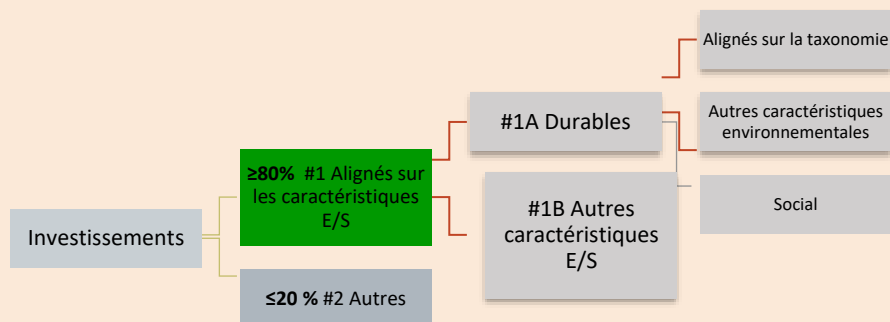 Investissements
≥80% #1 Alignés sur
les caractéristiques
E/S
≤20 % #2 Autres
#1A Durables
#1B Autres
caractéristiques
E/S
Alignés sur la taxonomie
Autres caractéristiques
environnementales
Social